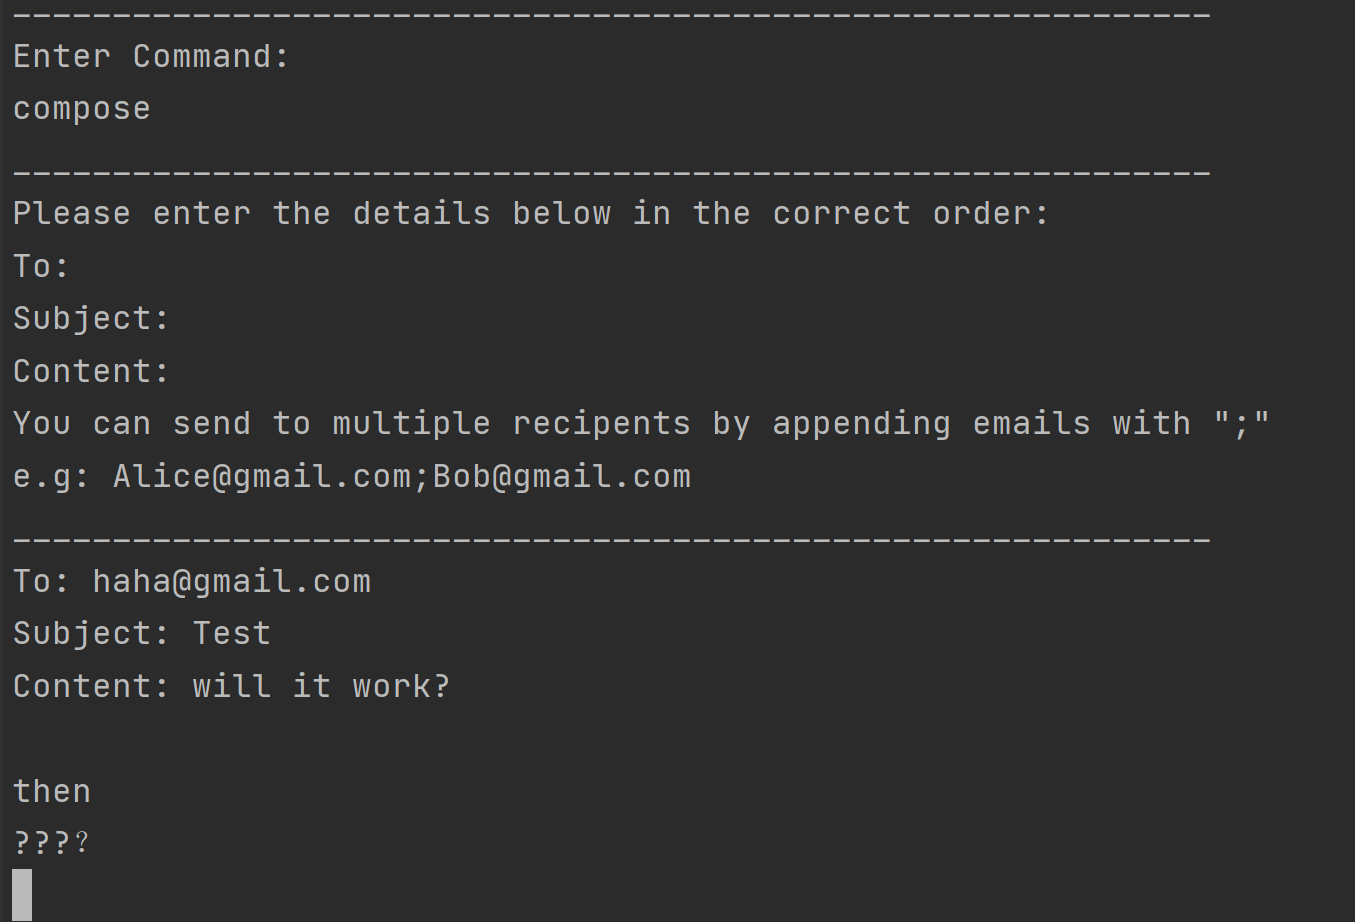 ------------------------------------------------------------
Enter Command:
compose
------------------------------------------------------------
Please enter the details below in the correct order:
To:
Subject:
Content:
You can send to multiple recipents by appending emails with ";"
e.g: Alice@gmail.com;Bob@gmail.com
------------------------------------------------------------
To: haha@gmail.com
Subject: Test
Content: will it work?
then
???？